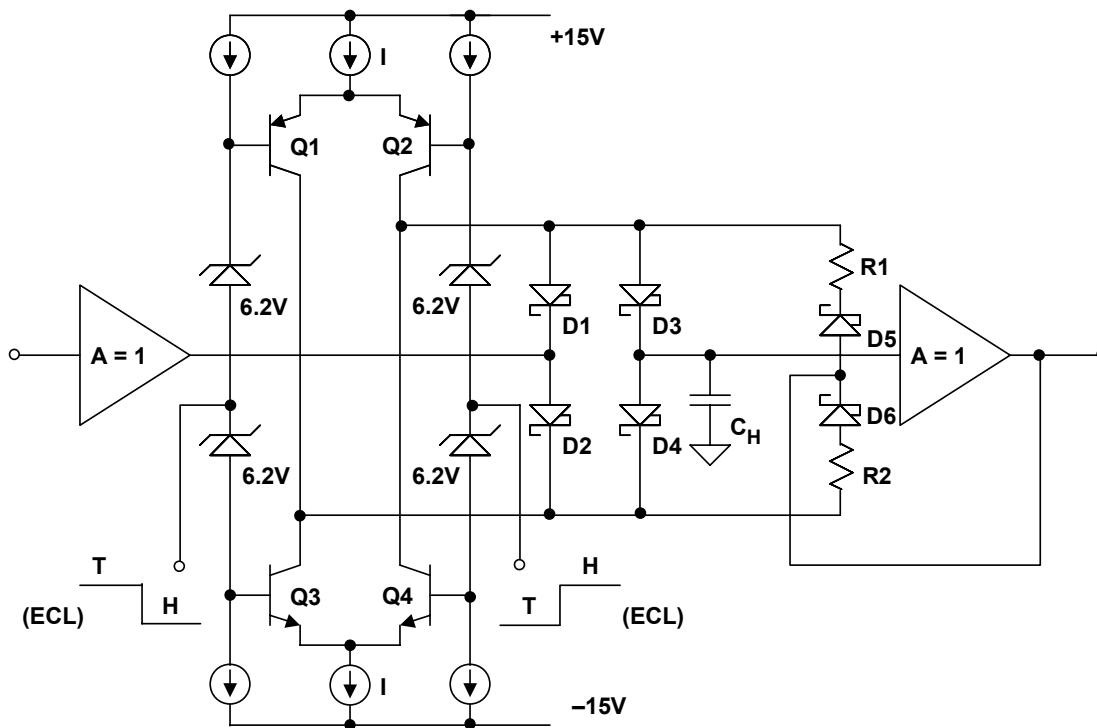 +15V
I
Q1
Q2
R1
6.2V
6.2V
D1
D3
D5
A = 1
A = 1
D6
6.2V
6.2V
D2
D4
CH
R2
T
H
(ECL)
Q3
Q4
H
T
(ECL)
I
–15V